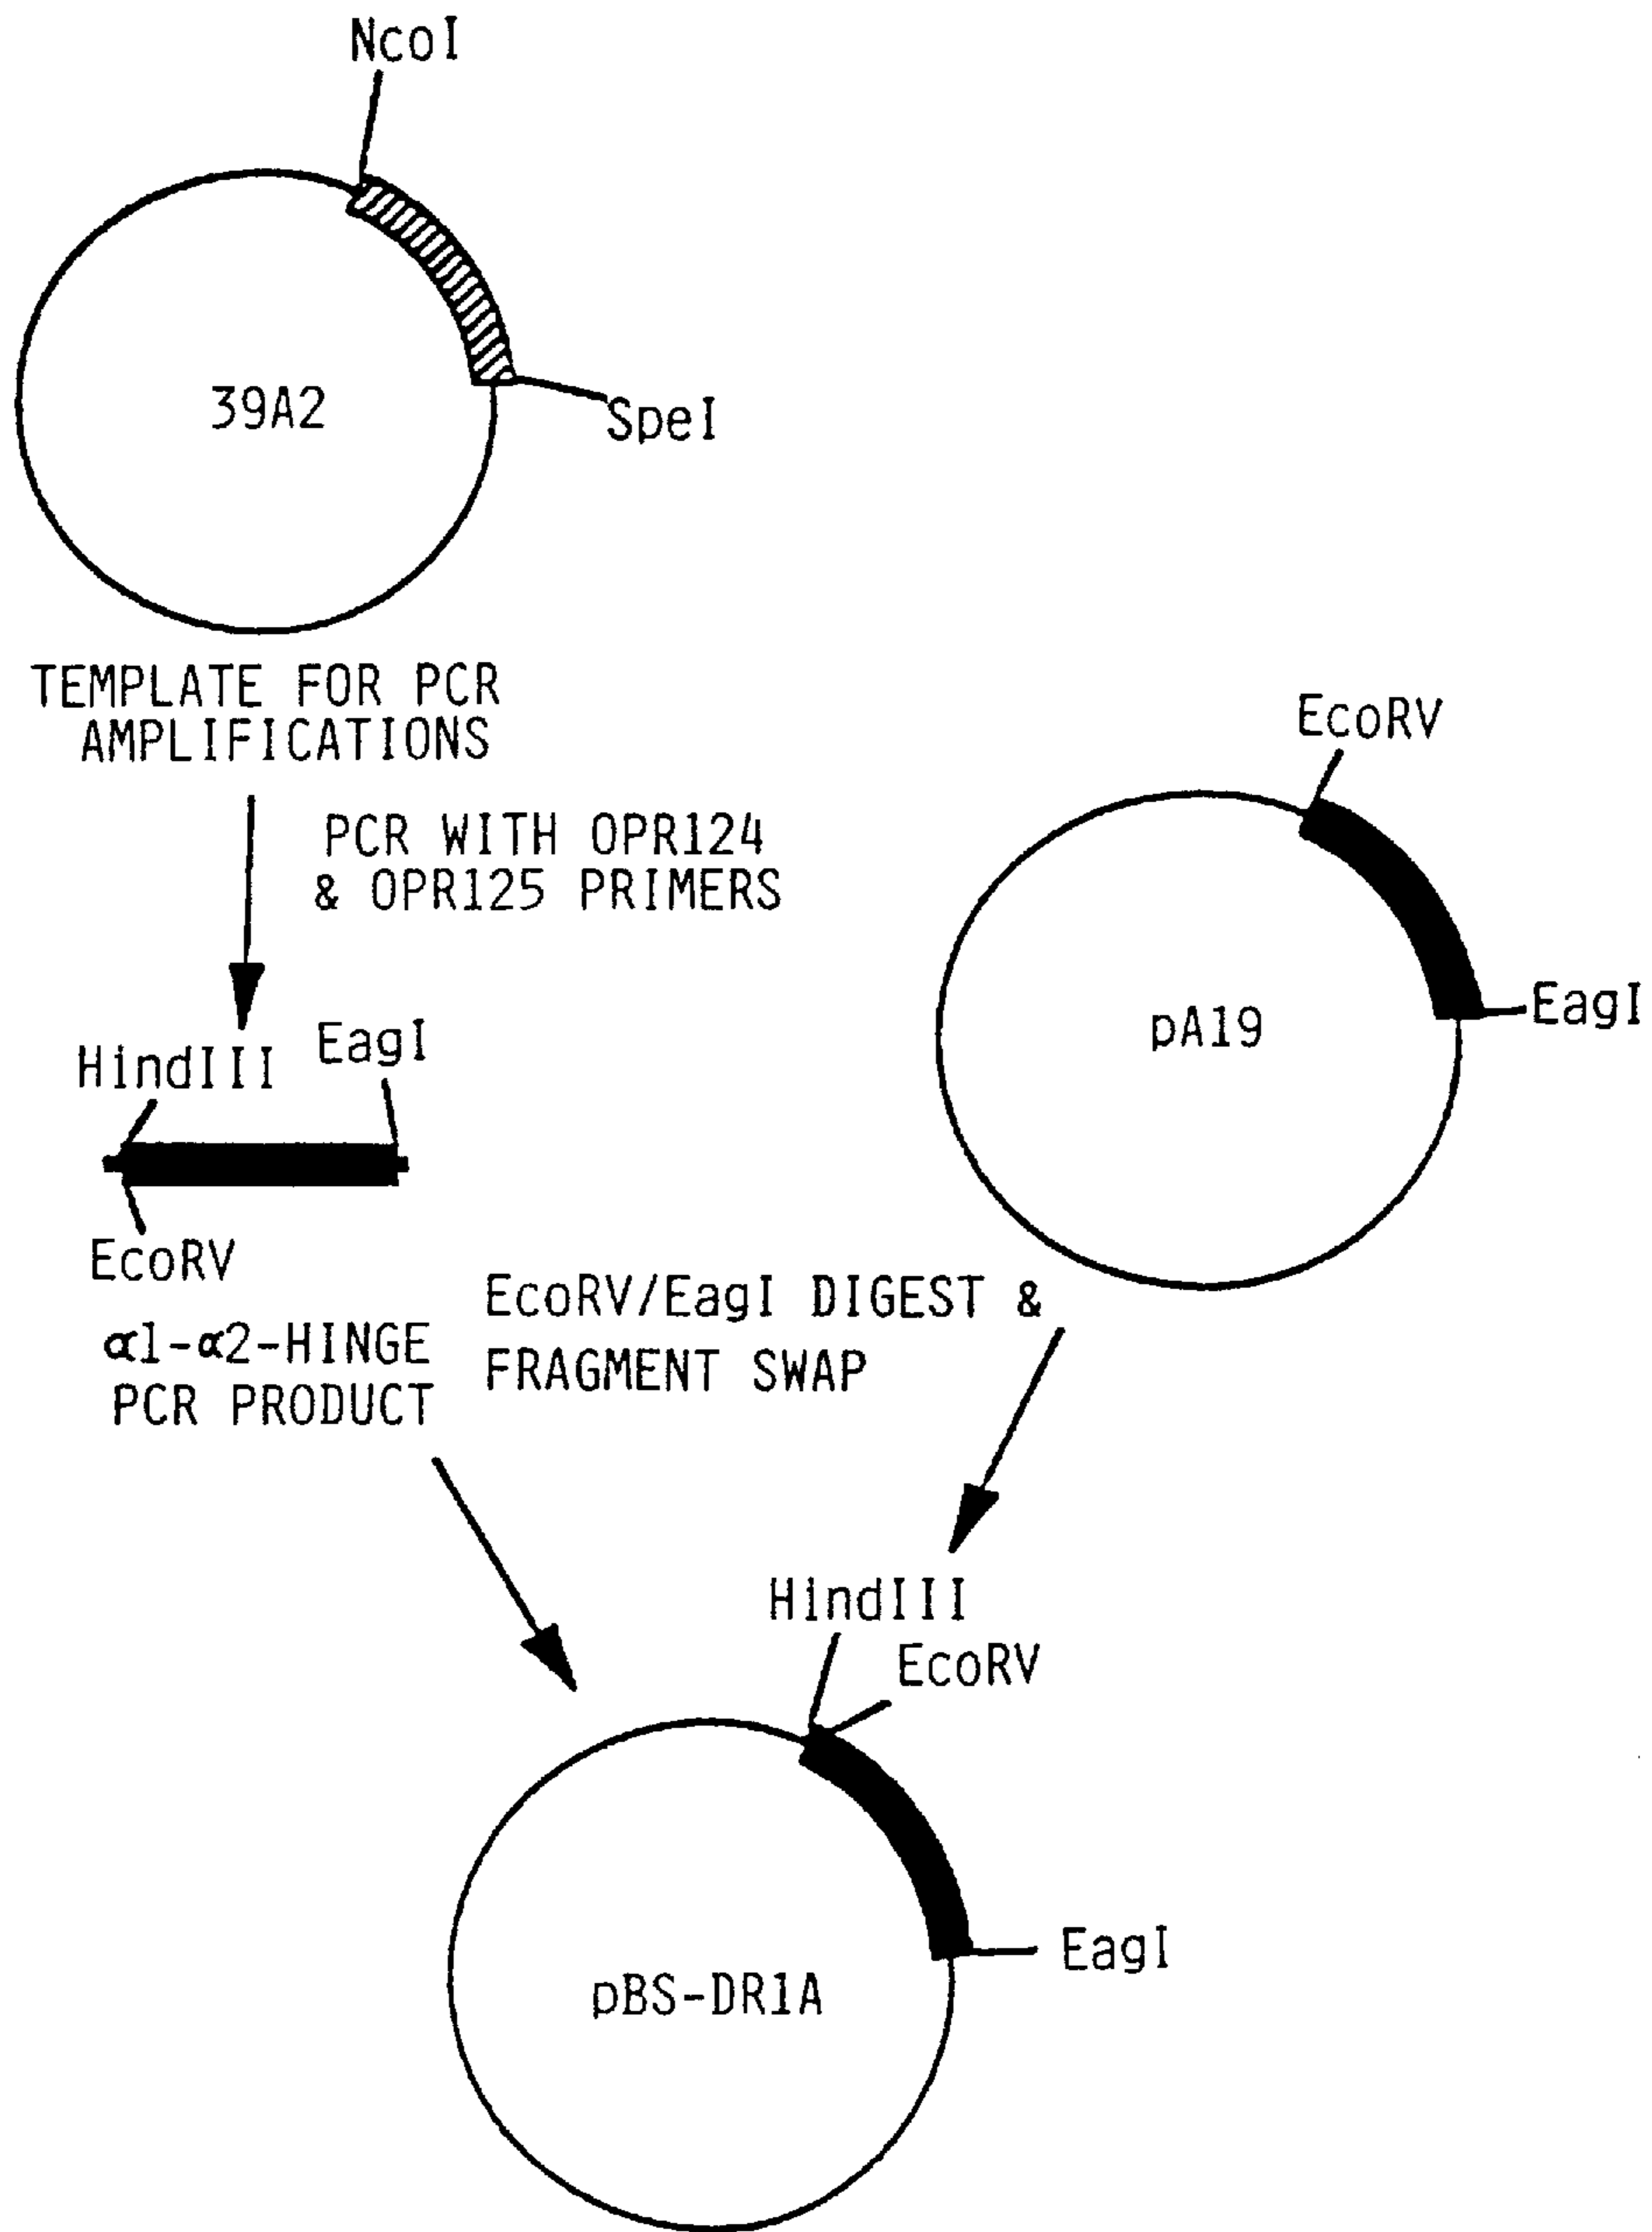 NcoI
39A2
SpeI
TEMPLATE FOR PCR
AMPLIFICATIONS
PCR WITH OPR124
& OPR125 PRIMERS
EcoRV
pA19
EagI
HindIII
EagI
EcoRV
α1-α2-HINGE
PCR PRODUCT
EcoRV/EagI DIGEST &
FRAGMENT SWAP
HindIII
EcoRV
EagI
pBS-DR1A